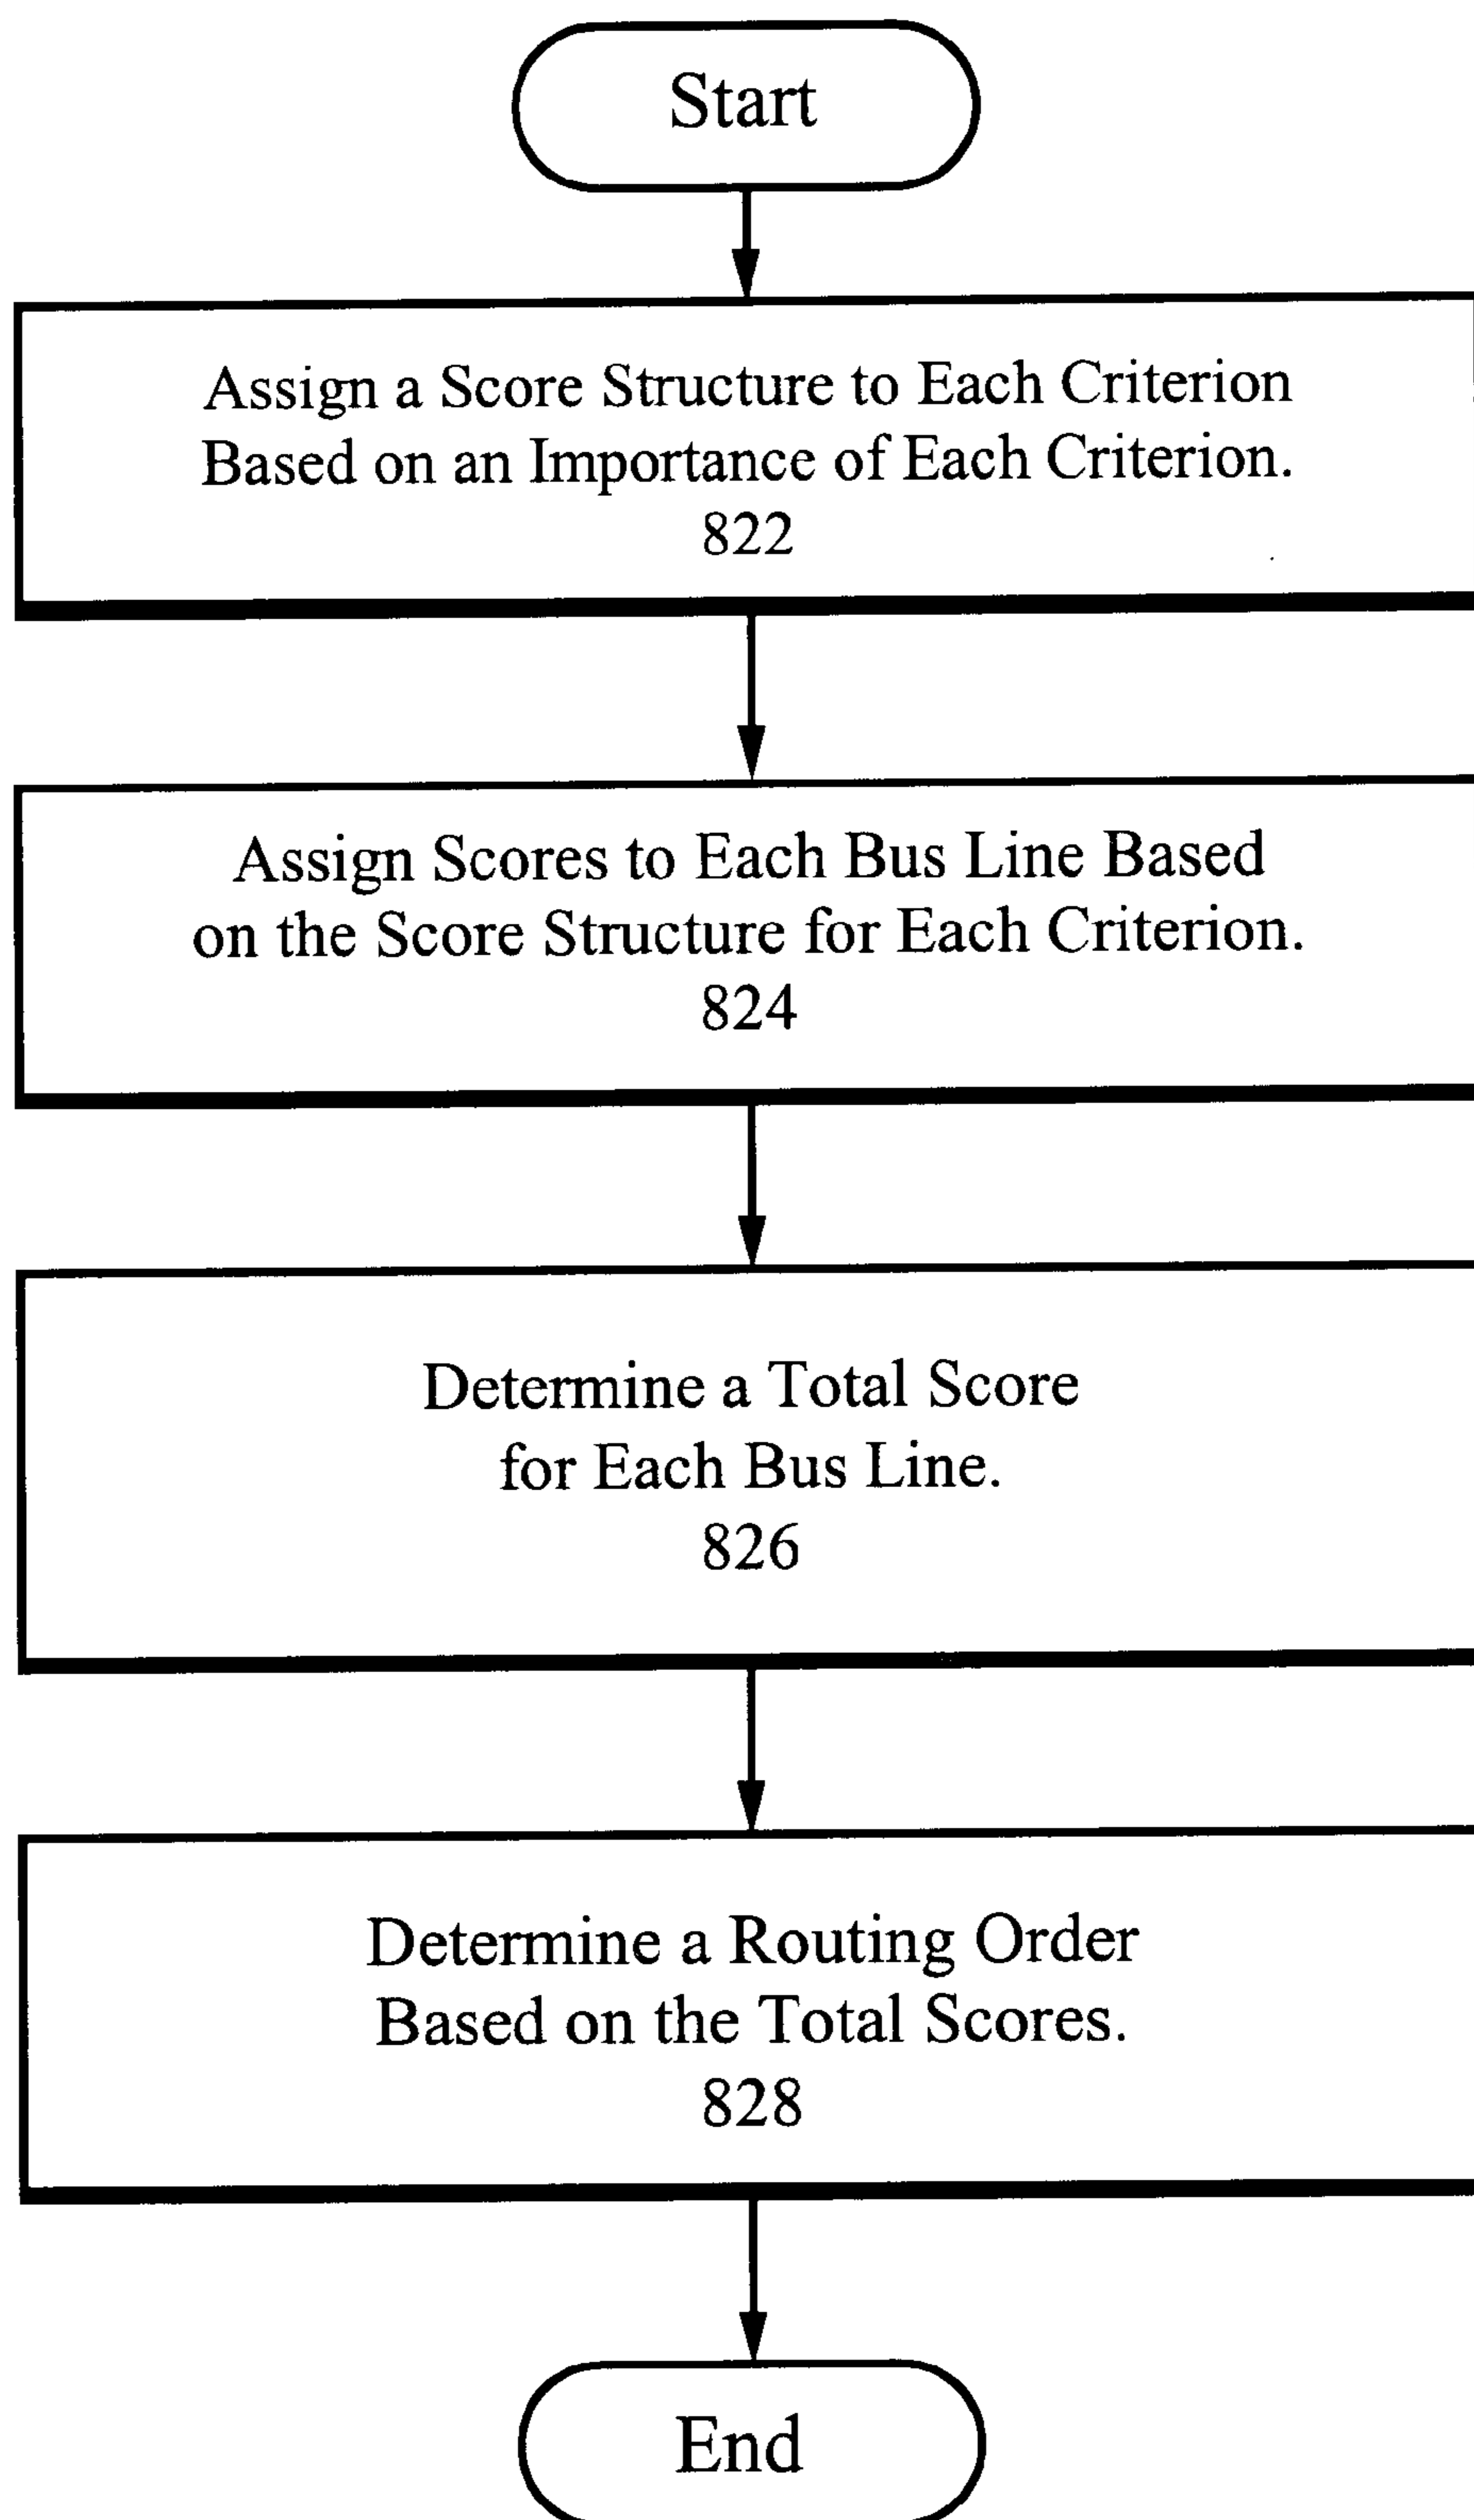 Start
Assign a Score Structure to Each Criterion
Based on an Importance of Each Criterion.
822
Assign Scores to Each Bus Line Based
on the Score Structure for Each Criterion.
824
Determine a Total Score
for Each Bus Line.
826
Determine a Routing Order
Based on the Total Scores.
828
End